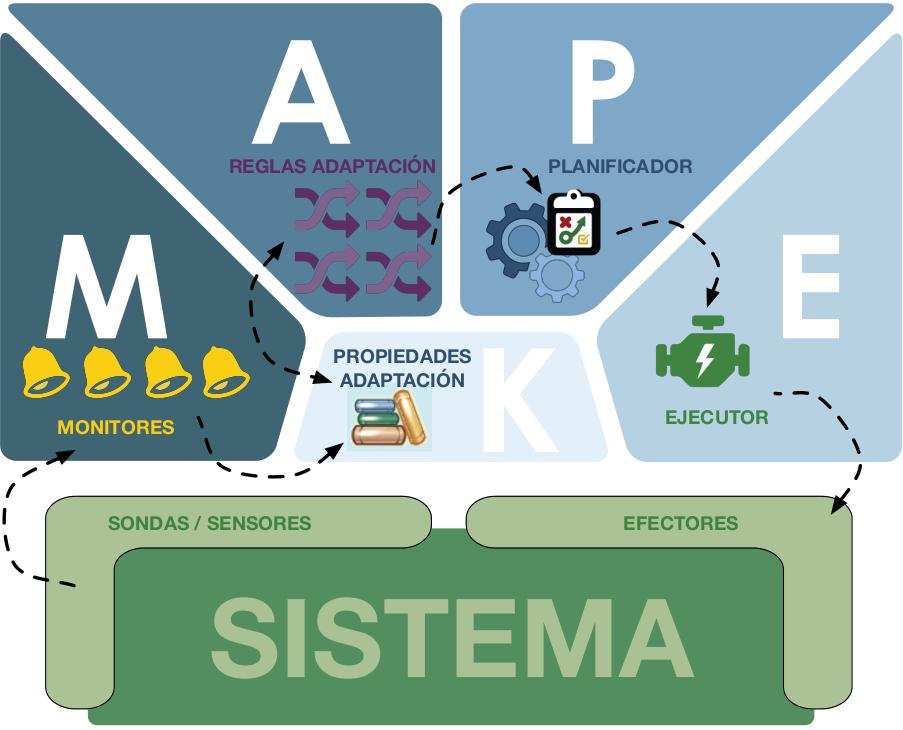 A
REGLAS ADAPTACIÓN
P
PLANIFICADOR
M
MONITORES
PROPIEDADES
ADAPTACIÓN
K
E
EJECUTOR
SONDAS / SENSORES
EFECTORES
SISTEMA